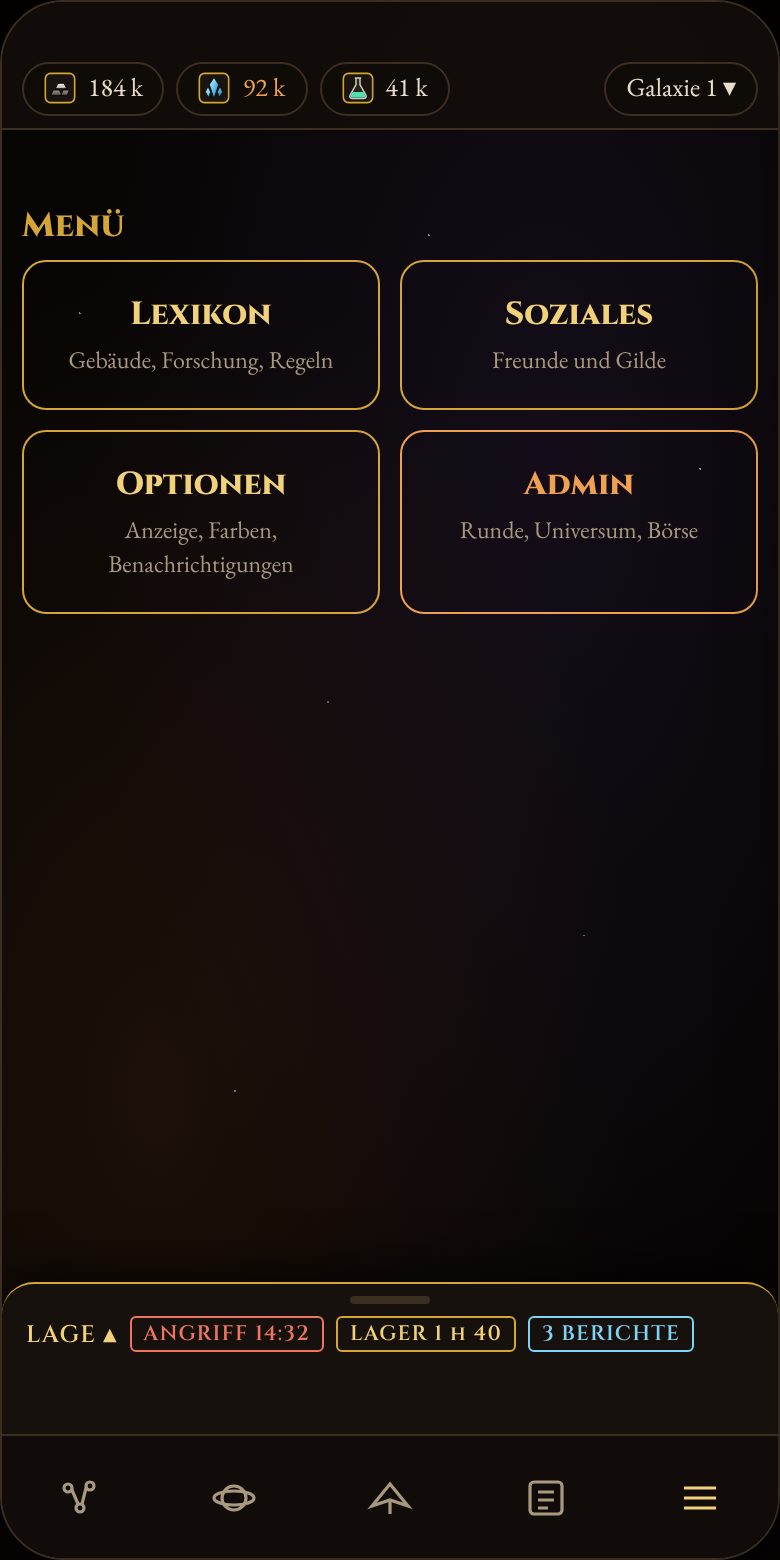 184 k 92 k 41 k Galaxie 1 ▼
Menü
Lexikon
Gebäude, Forschung, Regeln
Soziales
Freunde und Gilde
Optionen
Anzeige, Farben,
Benachrichtigungen
Admin
Runde, Universum, Börse
LAGE ▲ ANGRIFF 14:32 LAGER 1 H 40 3 BERICHTE